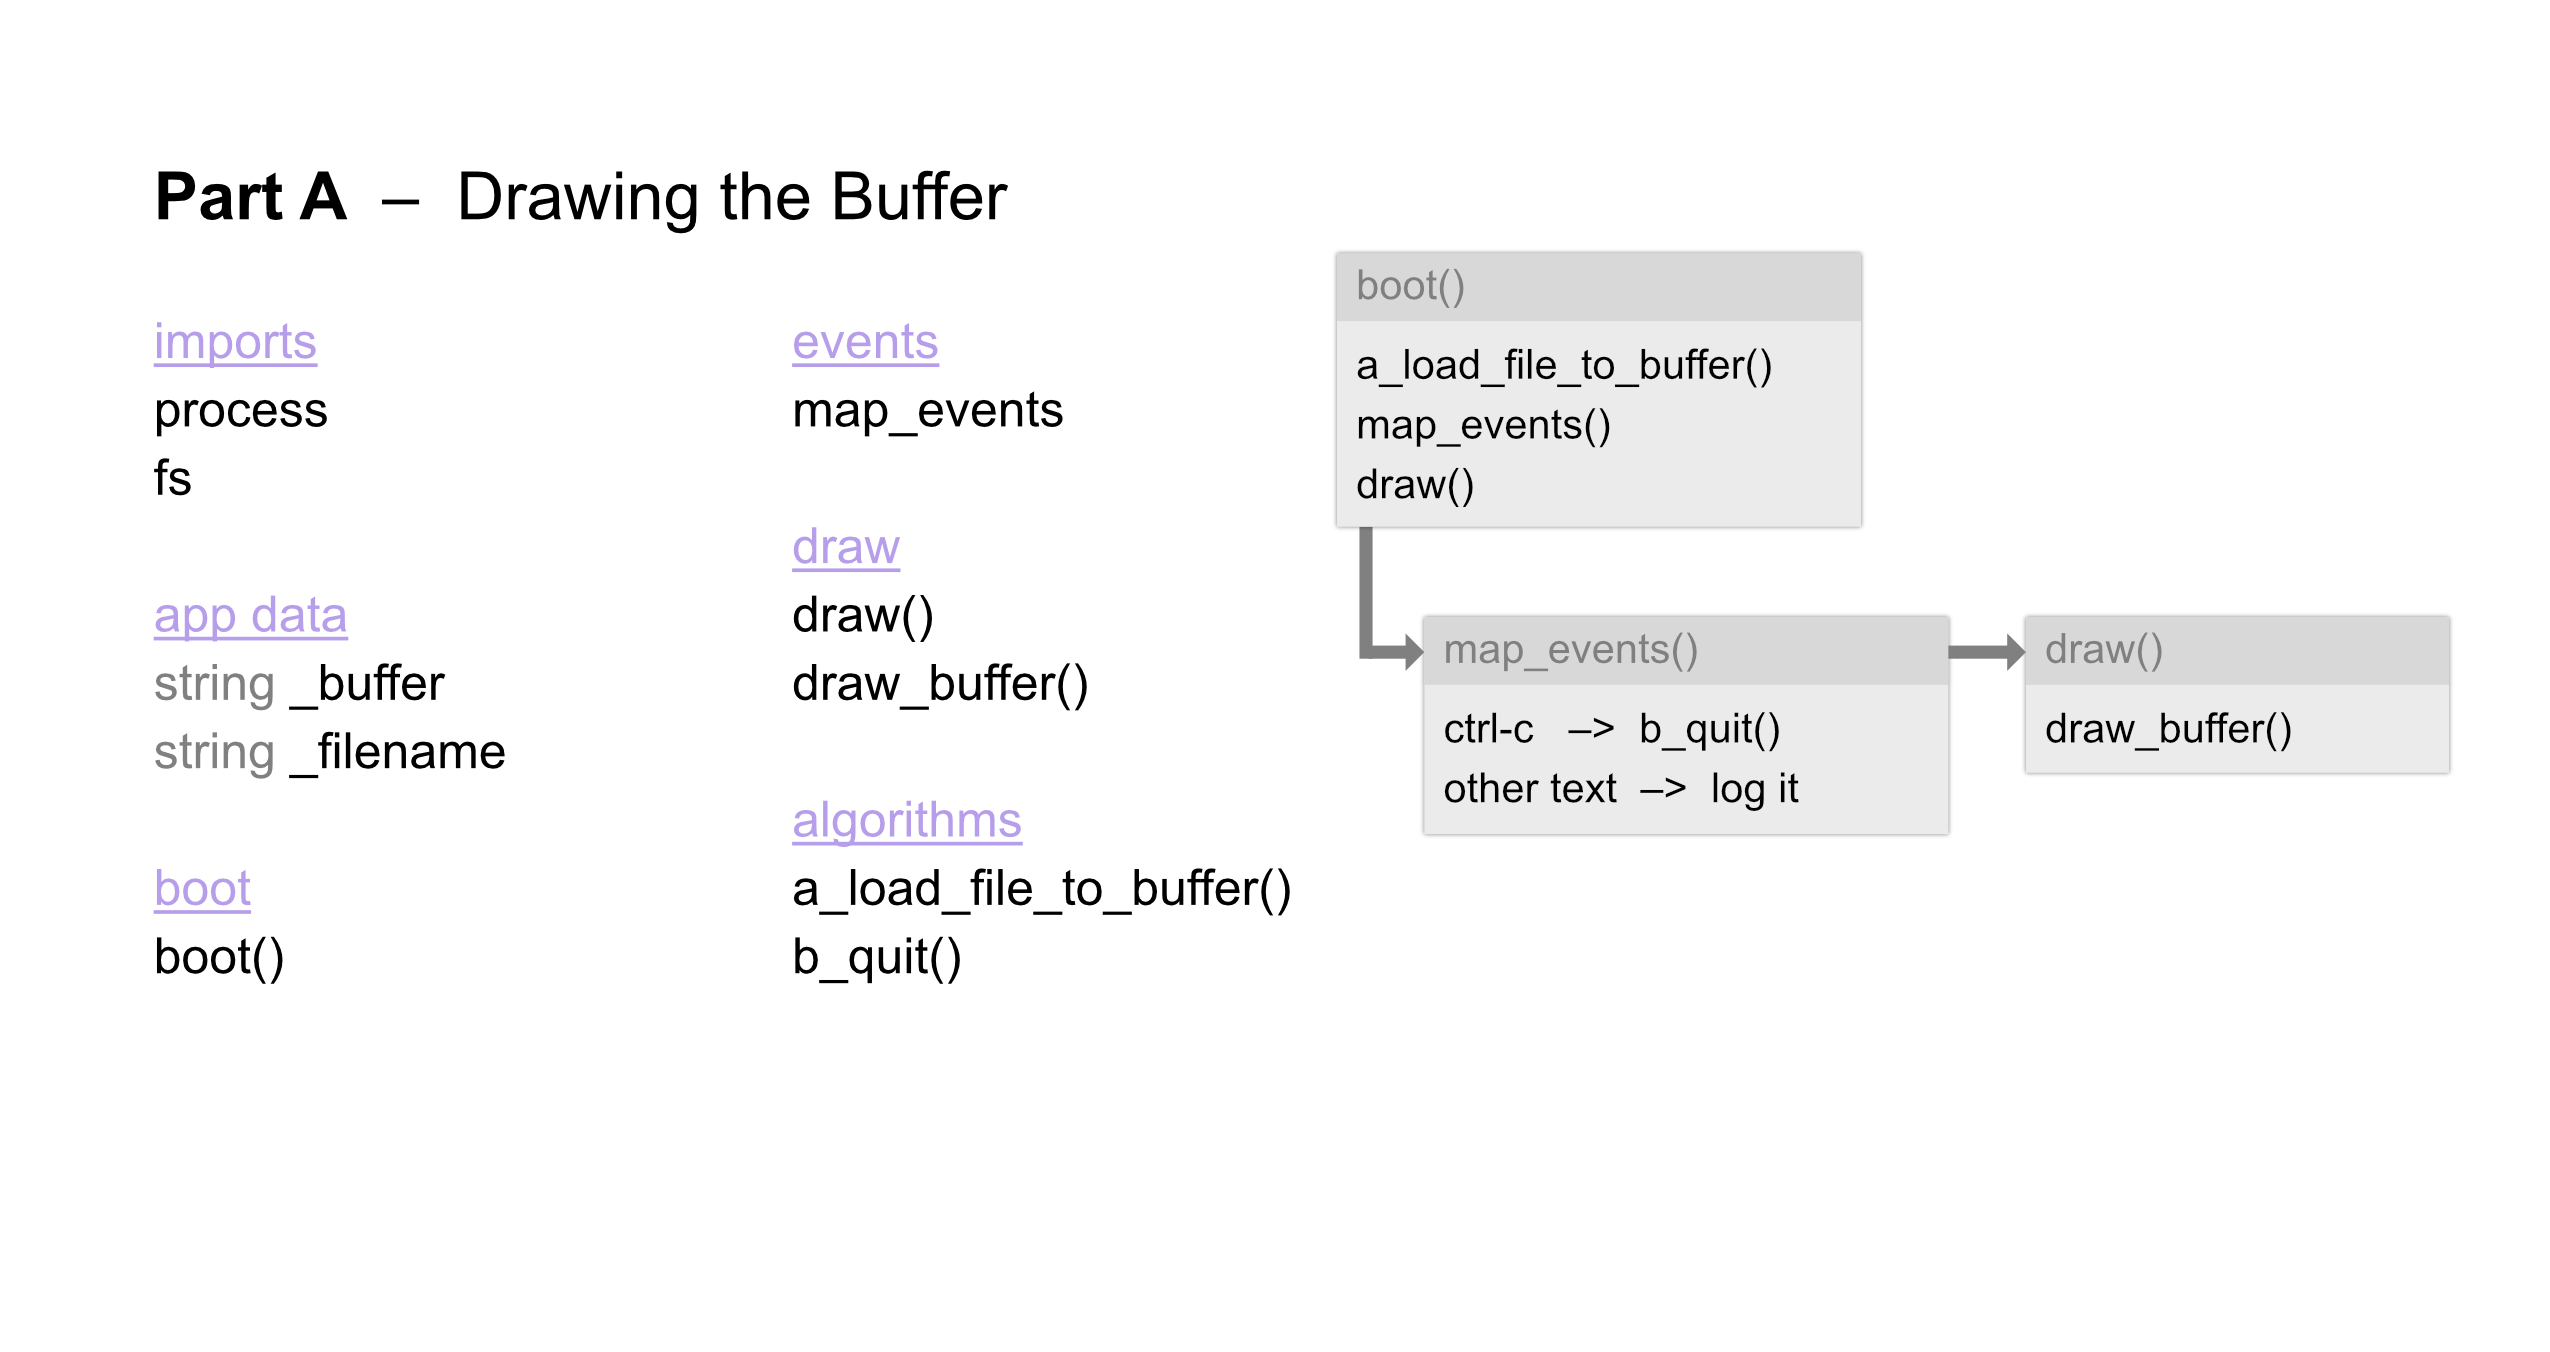 Part A – Drawing the Buffer
imports
process
fs
app data
string _buffer
string _filename
boot
boot()
events
map_events
draw
draw()
draw_buffer()
algorithms
a_load_file_to_buffer()
b_quit()
boot()
a_load_file_to_buffer()
map_events()
draw()
map_events()
ctrl-c –> b_quit()
other text –> log it
draw()
draw_buffer()